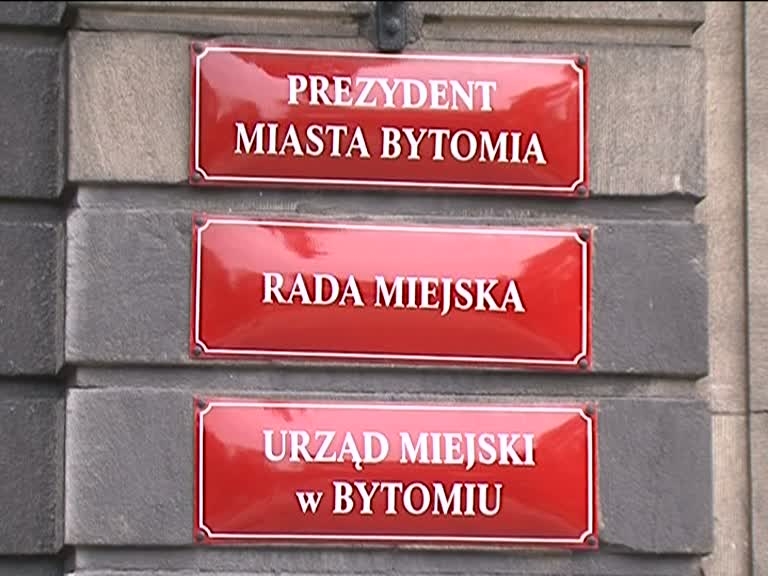 PREZYDENT
MIASTA BYTOMIA
RADA MIEJSKA
URZĄD MIEJSKI
w BYTOMIU